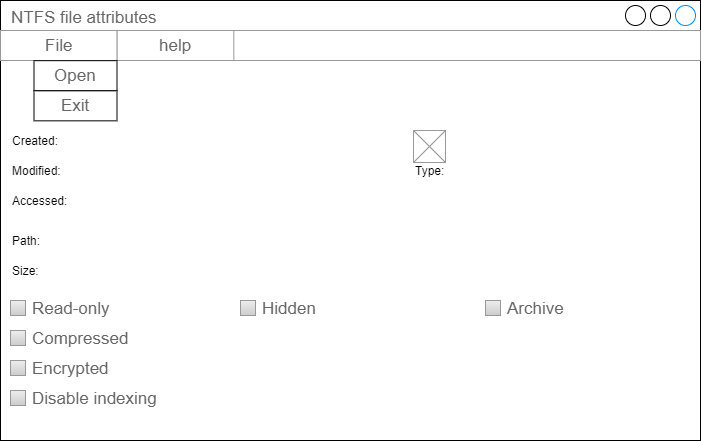 NTFS file attributes
File help
Open
Exit
Created:
Modified:
Type:
Accessed:
Path:
Size:
Read-only Hidden Archive
Compressed
Encrypted
Disable indexing